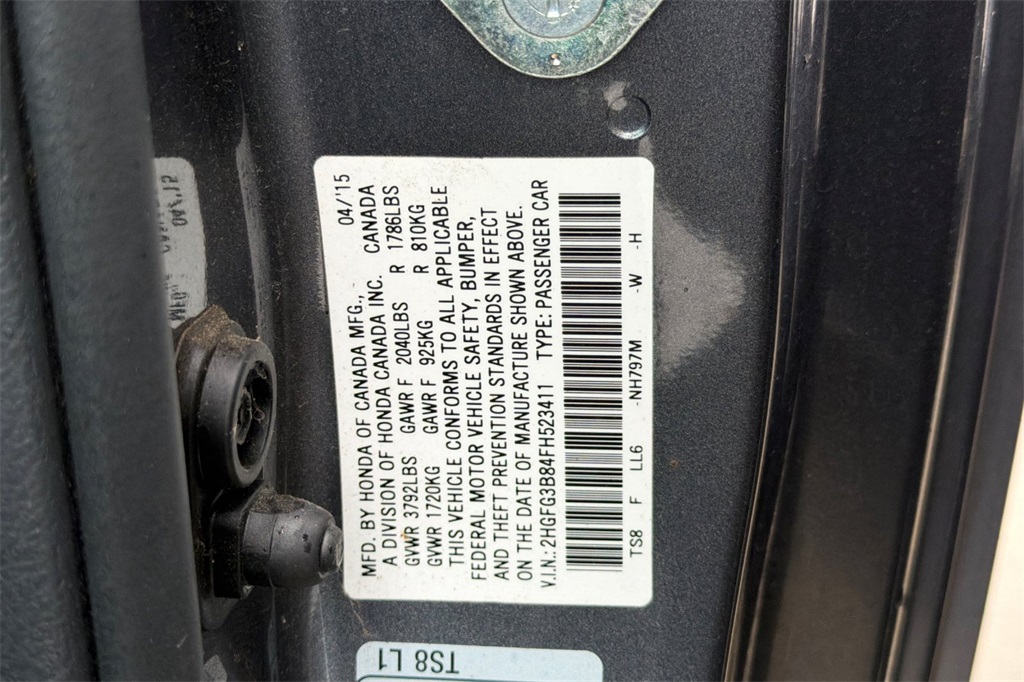 MFD. BY HONDA OF CANADA MFG., 04/'15
A DIVISION OF HONDA CANADA INC. CANADA
GVWR 3792LBS GAWR F 2040LBS R 1786LBS
GVWR 1720KG GAWR F 925KG R 810KG
THIS VEHICLE CONFORMS TO ALL APPLICABLE
FEDERAL MOTOR VEHICLE SAFETY, BUMPER,
AND THEFT PREVENTION STANDARDS IN EFFECT
ON THE DATE OF MANUFACTURE SHOWN ABOVE.
V.I.N.: 2HGFG3B84FH523411 TYPE: PASSENGER CAR
TS8 F LL6 -NH797M -W -H
TS8 L1